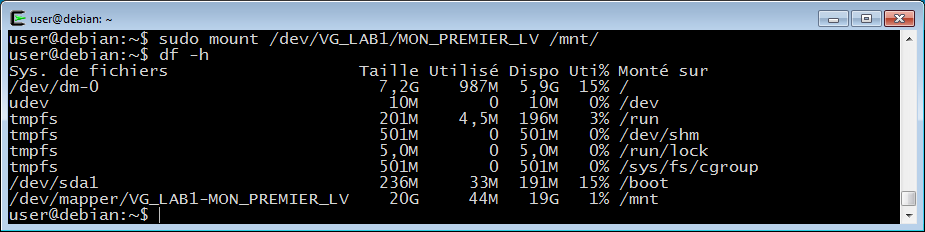 user@debian: ~
user@debian:~$ sudo mount /dev/VG_LAB1/MON_PREMIER_LV /mnt/
user@debian:~$ df -h
Sys. de fichiers Taille Utilisé Dispo Uti% Monté sur
/dev/dm-0 7,2G 987M 5,9G 15% /
udev 10M 0 10M 0% /dev
tmpfs 201M 4,5M 196M 3% /run
tmpfs 501M 0 501M 0% /dev/shm
tmpfs 5,0M 0 5,0M 0% /run/lock
tmpfs 501M 0 501M 0% /sys/fs/cgroup
/dev/sda1 236M 33M 191M 15% /boot
/dev/mapper/VG_LAB1-MON_PREMIER_LV 20G 44M 19G 1% /mnt
user@debian:~$